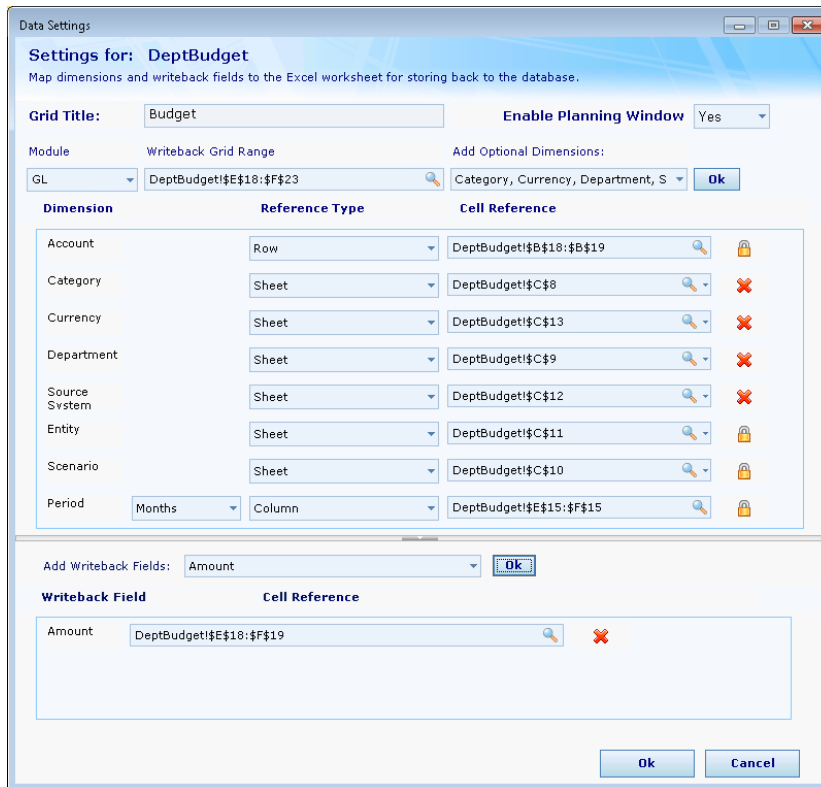 Data Settings
Settings for: DeptBudget
Map dimensions and writeback fields to the Excel worksheet for storing back to the database.
Grid Title: Budget Enable Planning Window Yes
Module Writeback Grid Range Add Optional Dimensions:
GL DeptBudget!$E$18:$F$23 Category, Currency, Department, S Ok
Dimension Reference Type Cell Reference
Account Row DeptBudget!$B$18:$B$19
Category Sheet DeptBudget!$C$8
Currency Sheet DeptBudget!$C$13
Department Sheet DeptBudget!$C$9
Source
System Sheet DeptBudget!$C$12
Entity Sheet DeptBudget!$C$11
Scenario Sheet DeptBudget!$C$10
Period Months Column DeptBudget!$E$15:$F$15
Add Writeback Fields: Amount Ok
Writeback Field Cell Reference
Amount DeptBudget!$E$18:$F$19
Ok Cancel